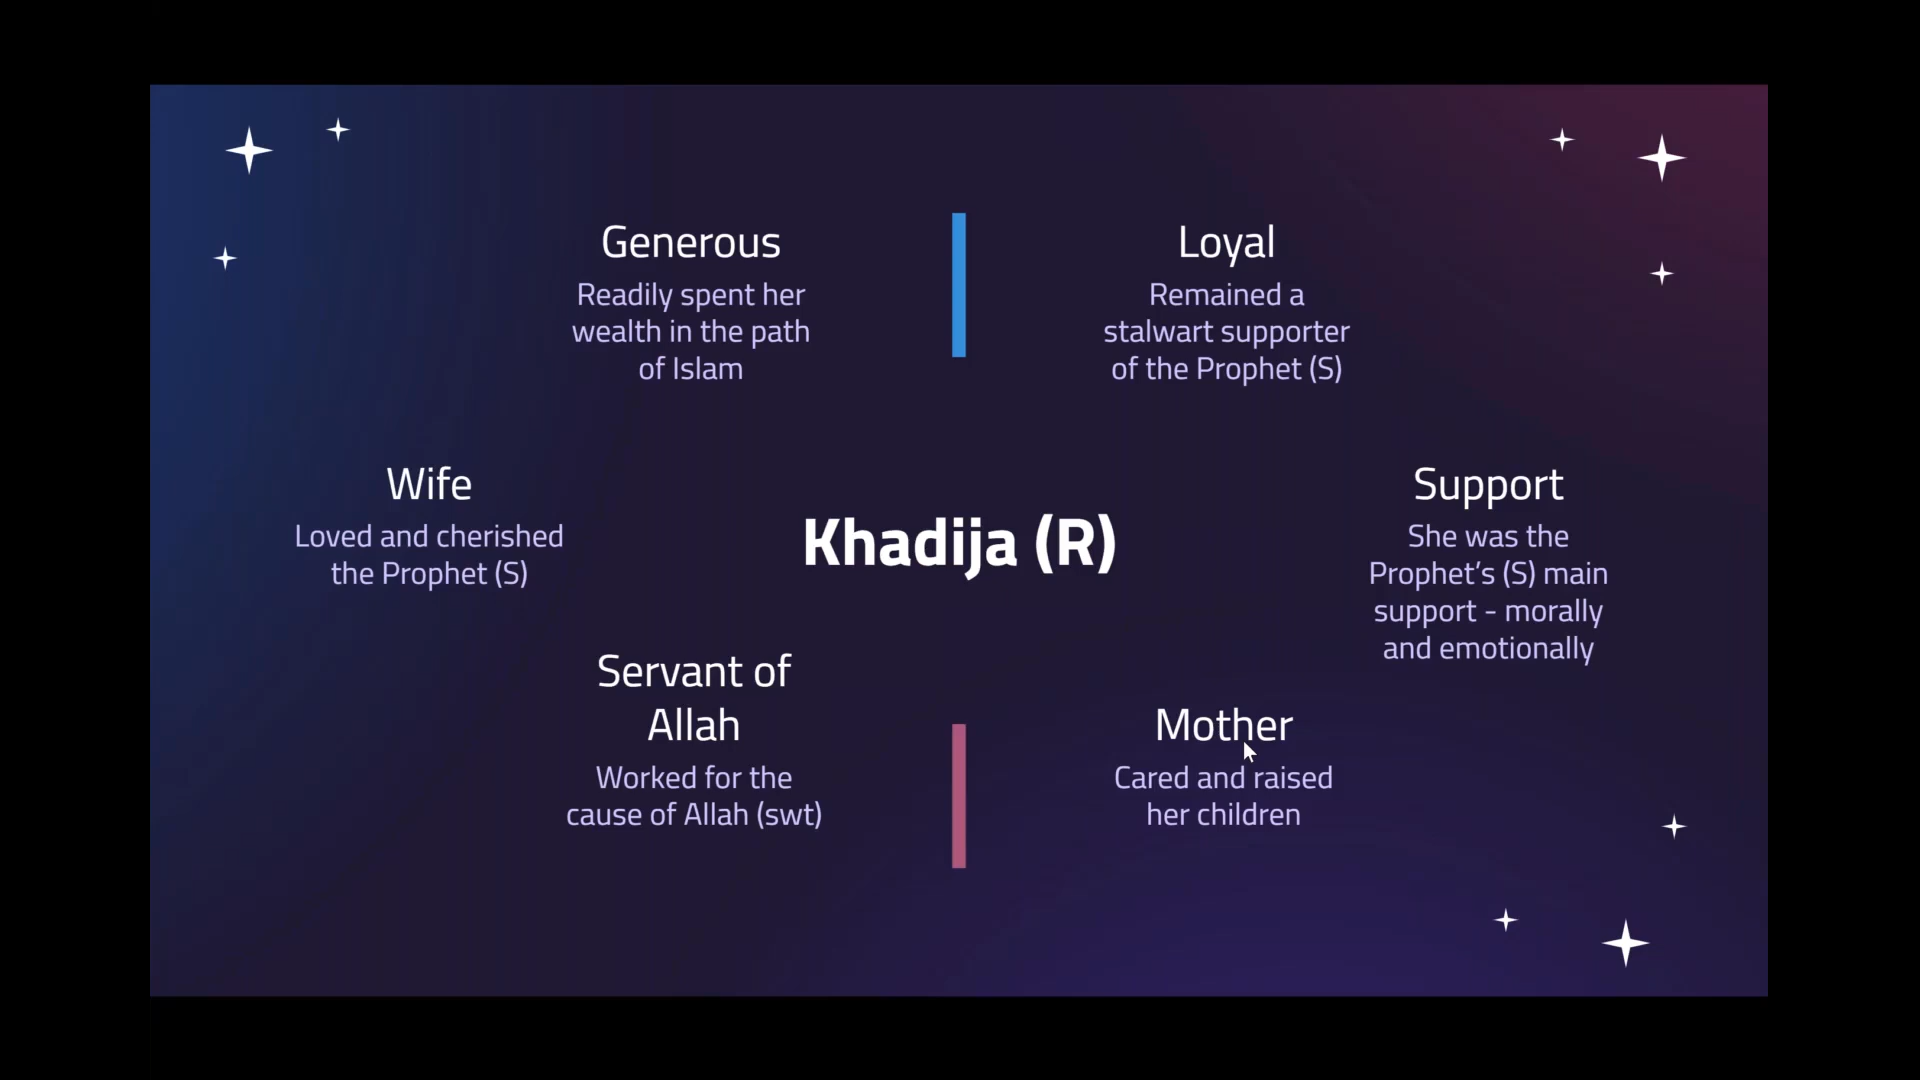 Generous
Readily spent her
wealth in the path
of Islam
Loyal
Remained a
stalwart supporter
of the Prophet (S)
Wife
Loved and cherished
the Prophet (S)
Khadija (R)
Support
She was the
Prophet’s (S) main
support - morally
and emotionally
Servant of
Allah
Worked for the
cause of Allah (swt)
Mother
Cared and raised
her children